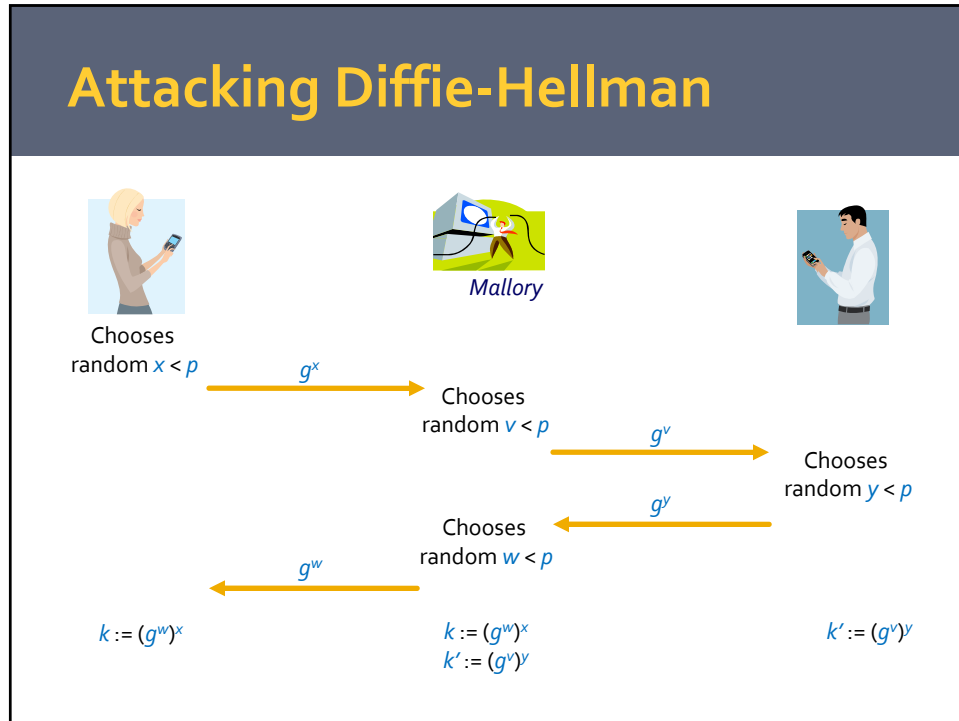 Attacking Diffie-Hellman
Mallory
Chooses
random x < p
gˣ
Chooses
random v < p
gᵛ
Chooses
random y < p
gʸ
Chooses
random w < p
gʷ
k := (gʷ)ˣ
k := (gʷ)ˣ
k′ := (gᵛ)ʸ
k′ := (gᵛ)ʸ